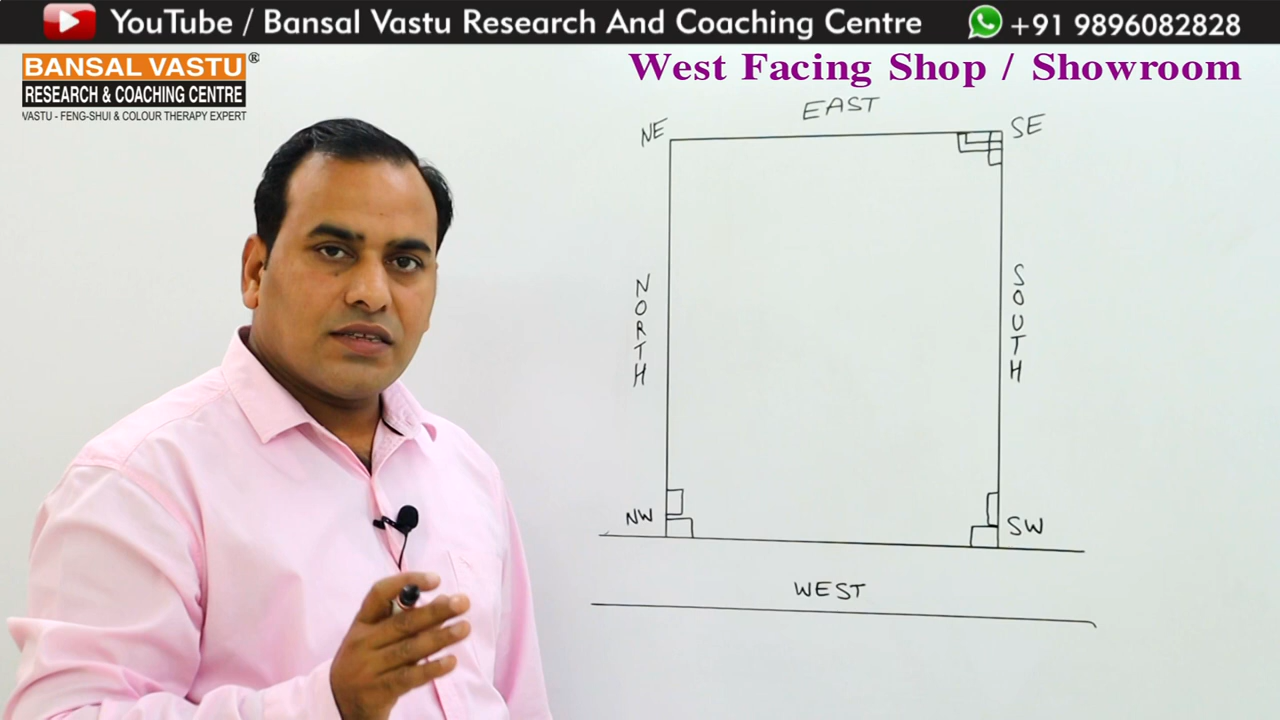 YouTube / Bansal Vastu Research And Coaching Centre +91 9896082828
BANSAL VASTU®
RESEARCH & COACHING CENTRE
VASTU - FENG-SHUI & COLOUR THERAPY EXPERT
West Facing Shop / Showroom
EAST
NE
SE
NORTH
SOUTH
NW
SW
WEST